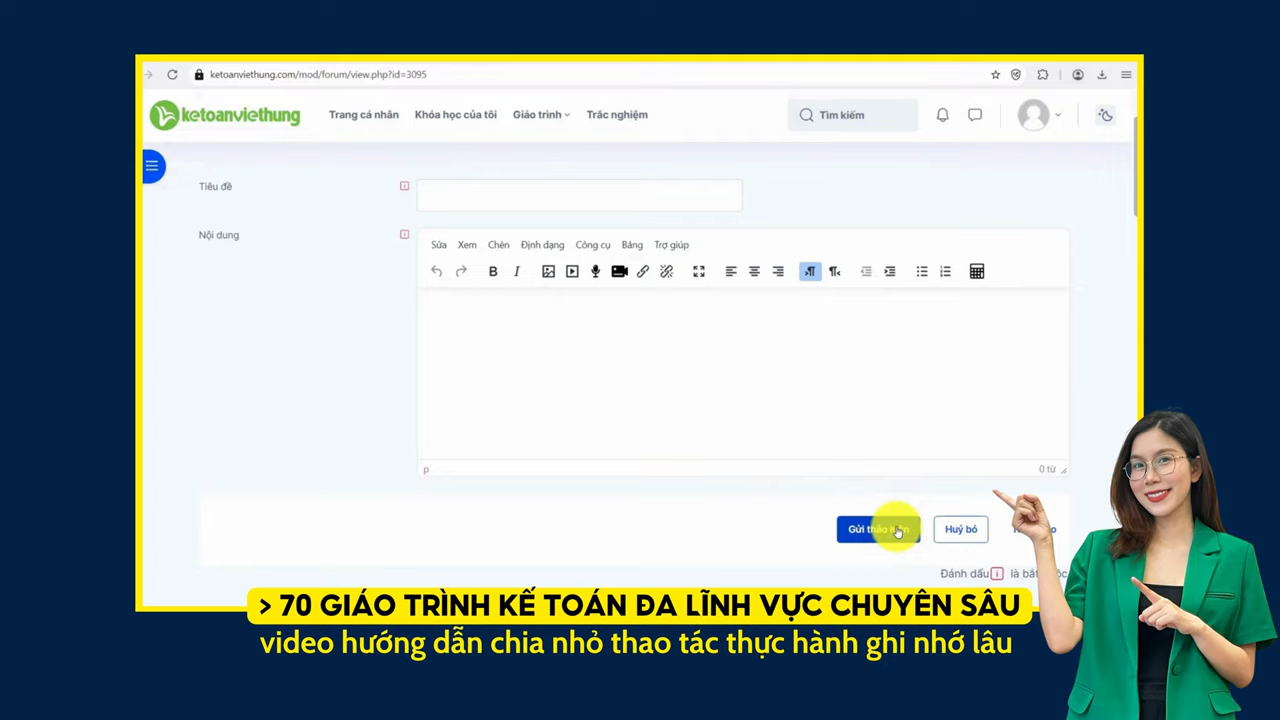 ketoanviethung.com/mod/forum/view.php?id=3095
ketoanviethung
Trang cá nhân
Khóa học của tôi
Giáo trình
Trắc nghiệm
Tìm kiếm
Tiêu đề
Nội dung
Sửa Xem Chèn Định dạng Công cụ Bảng Trợ giúp
B I
p
0 từ
Gửi thảo
Huỷ bỏ
Đánh dấu là bắt
> 70 GIÁO TRÌNH KẾ TOÁN ĐA LĨNH VỰC CHUYÊN SÂU
video hướng dẫn chia nhỏ thao tác thực hành ghi nhớ lâu